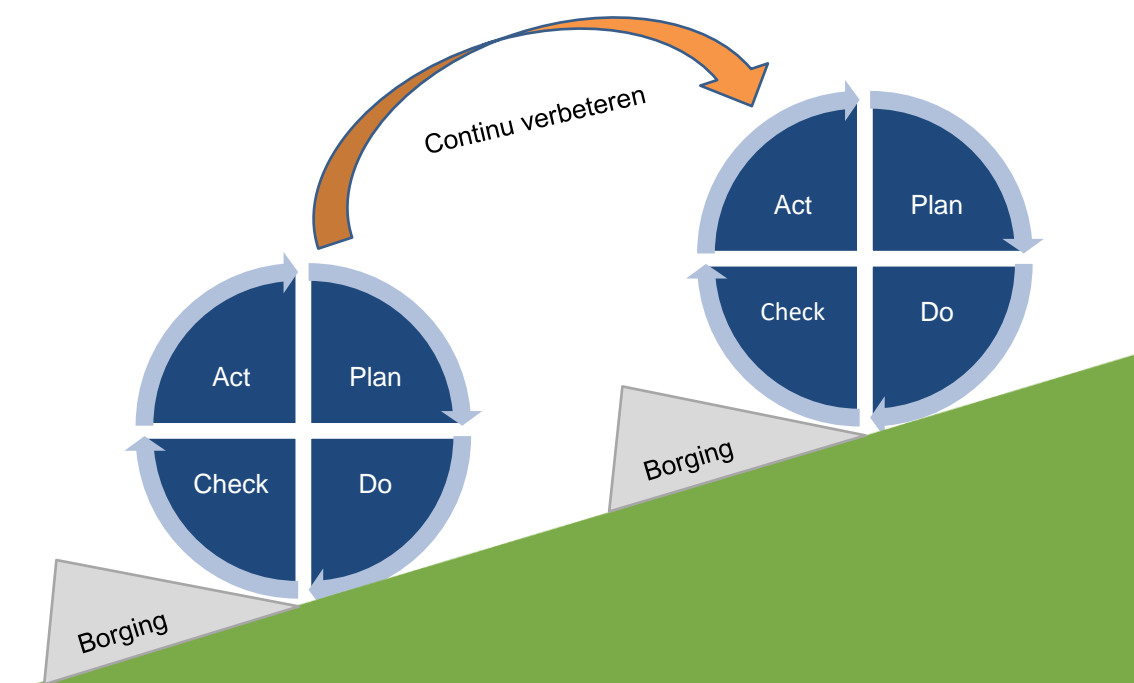 Continu verbeteren
Act
Plan
Check
Do
Borging
Act
Plan
Check
Do
Borging